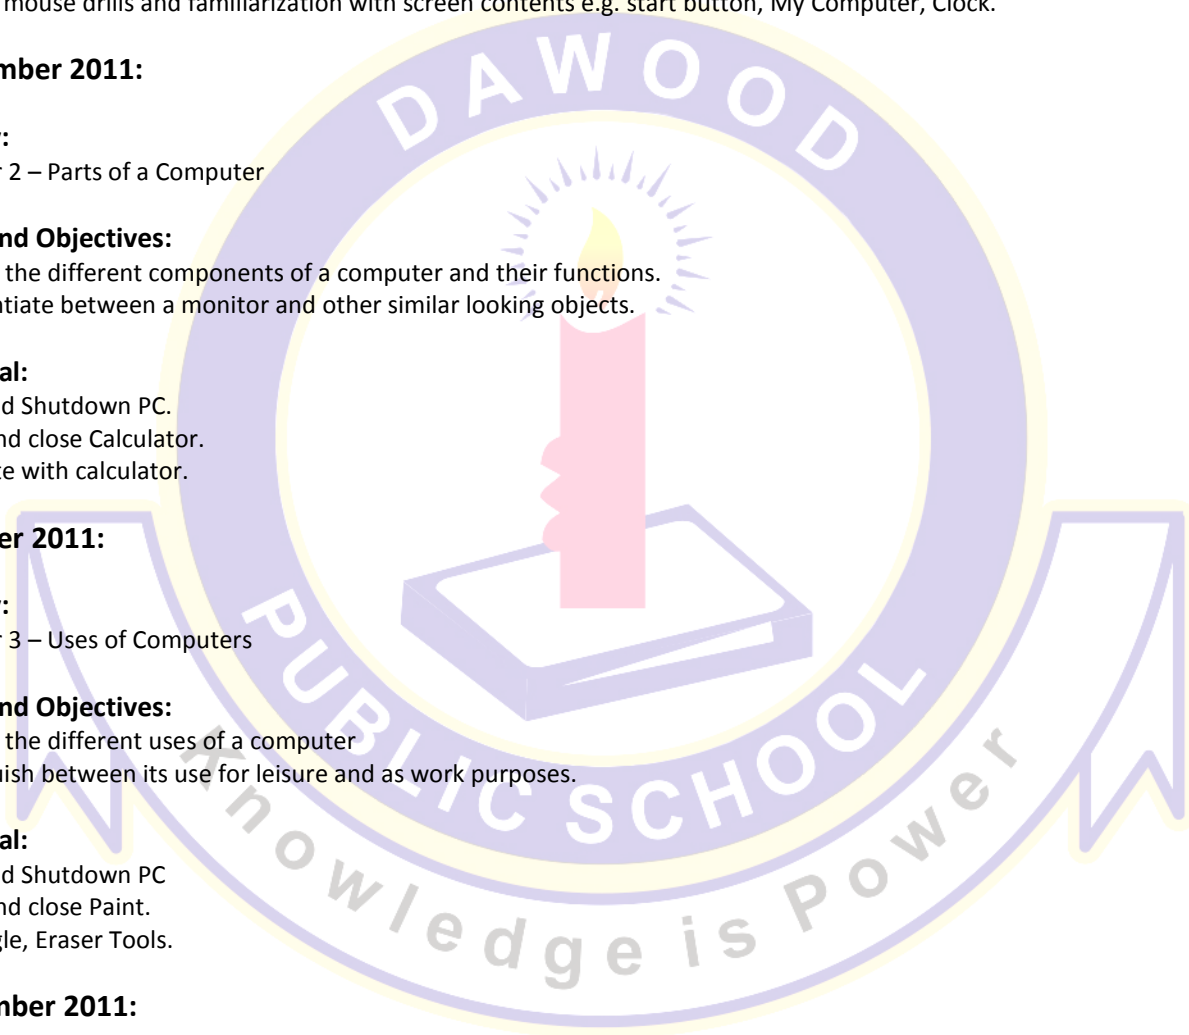 mouse drills and familiarization with screen contents e.g. start button, My Computer, Clock.
mber 2011:
:
r 2 – Parts of a Computer
nd Objectives:
the different components of a computer and their functions.
ntiate between a monitor and other similar looking objects.
al:
d Shutdown PC.
nd close Calculator.
te with calculator.
er 2011:
:
r 3 – Uses of Computers
nd Objectives:
the different uses of a computer
uish between its use for leisure and as work purposes.
al:
d Shutdown PC
nd close Paint.
gle, Eraser Tools.
mber 2011:
DAWOOD
PUBLIC SCHOOL
Knowledge is Power